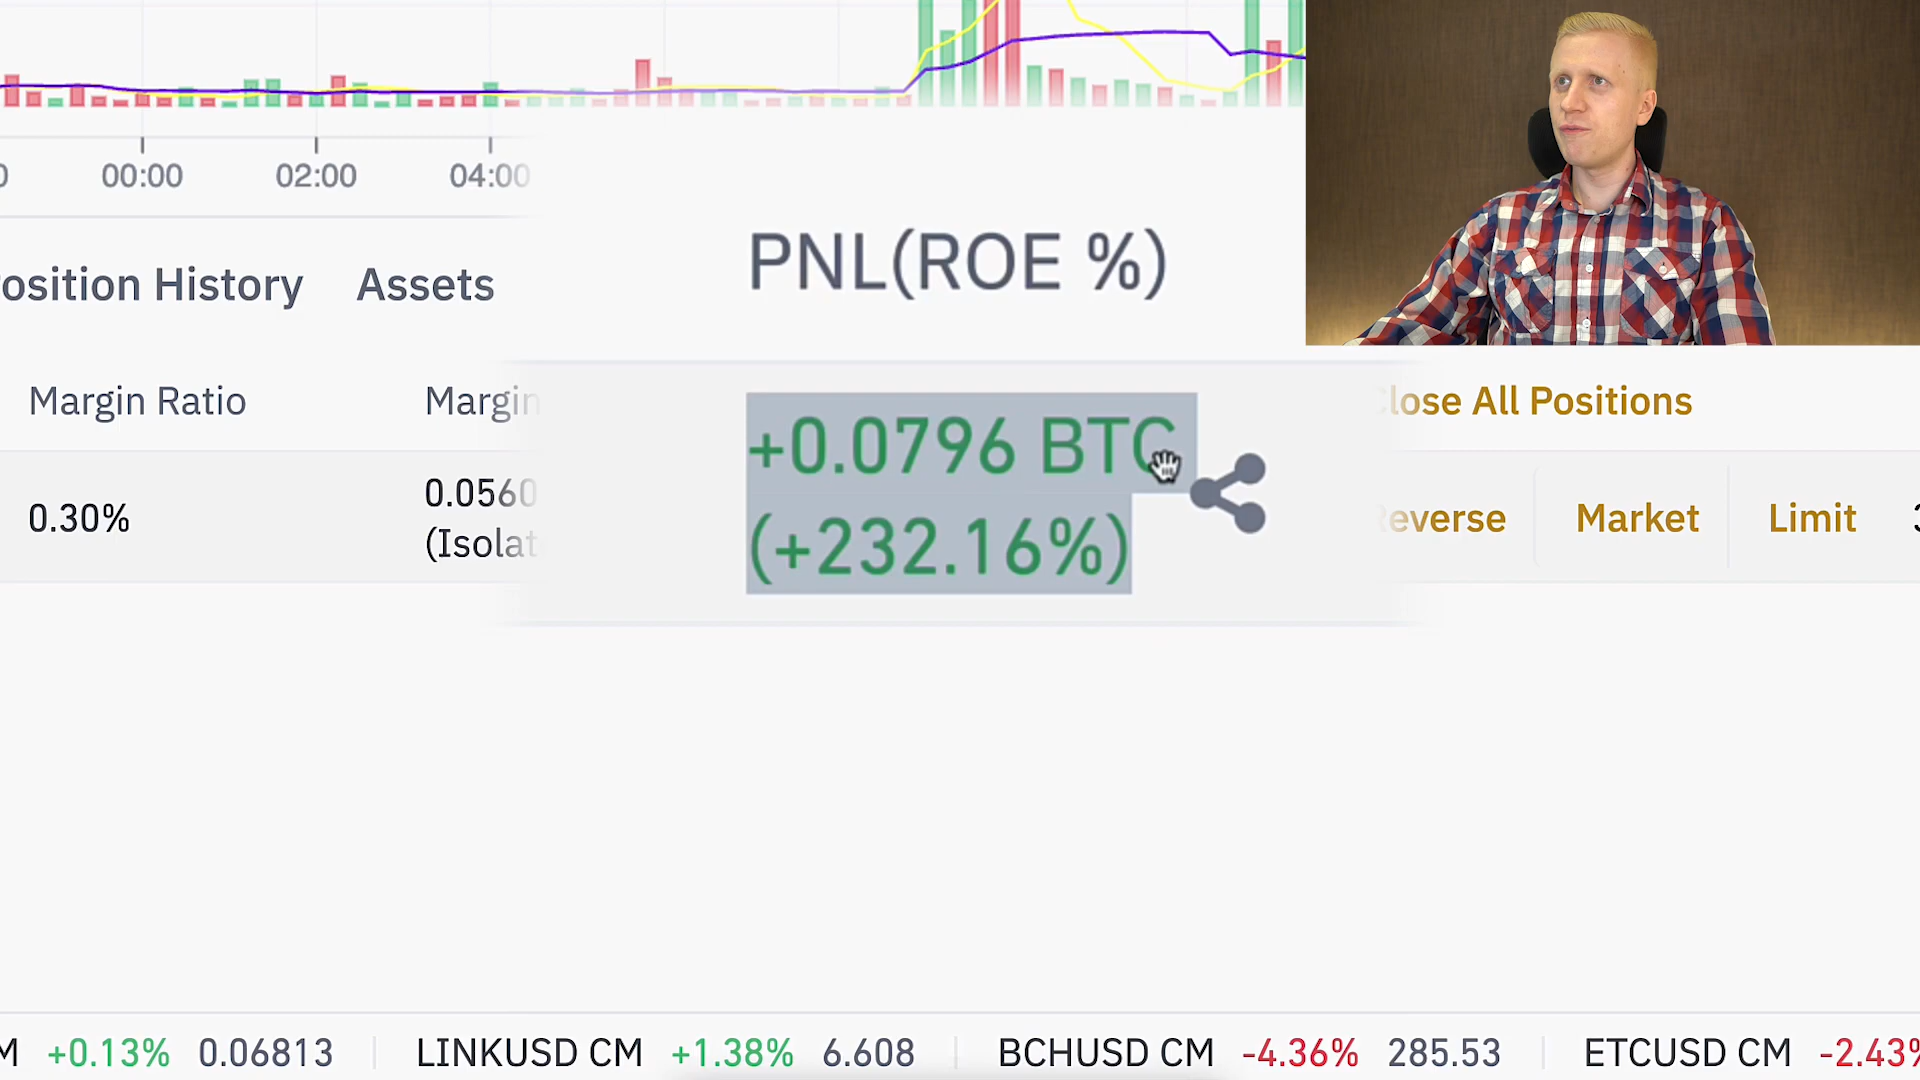 00:00 02:00 04:00
PNL(ROE %)
osition History Assets
Margin Ratio Margin lose All Positions
+0.0796 BTC
0.30% 0.0560 everse Market Limit
(Isolat
(+232.16%)
M +0.13% 0.06813 LINKUSD CM +1.38% 6.608 BCHUSD CM -4.36% 285.53 ETCUSD CM -2.43%